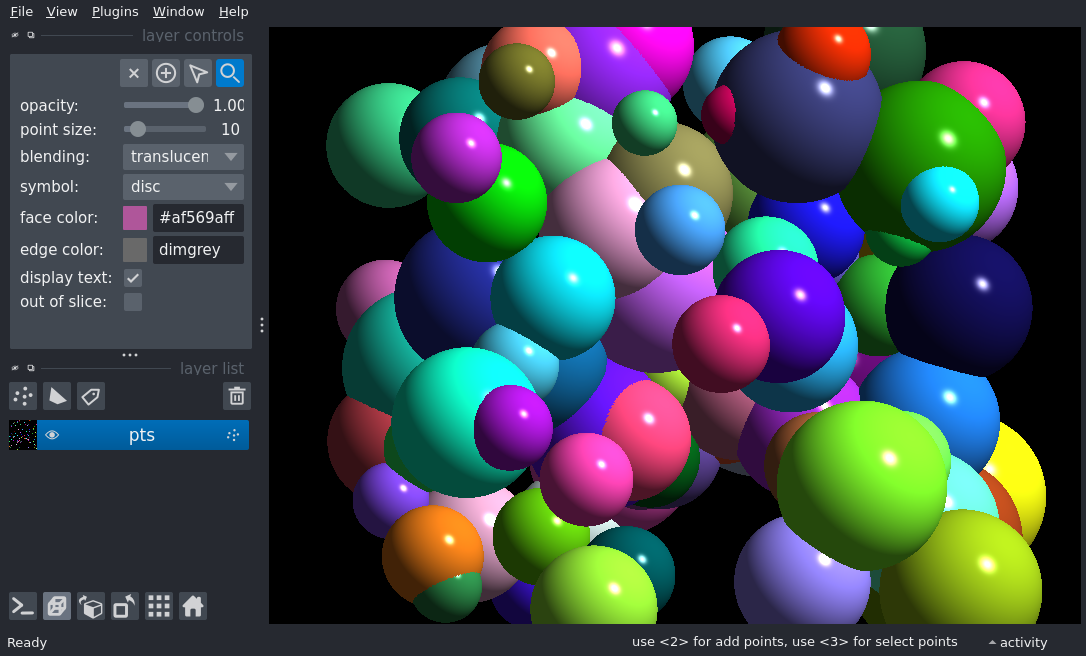 File View Plugins Window Help
layer controls
opacity: 1.00
point size: 10
blending: translucen
symbol: disc
face color: #af569aff
edge color: dimgrey
display text:
out of slice:
layer list
pts
Ready use <2> for add points, use <3> for select points activity